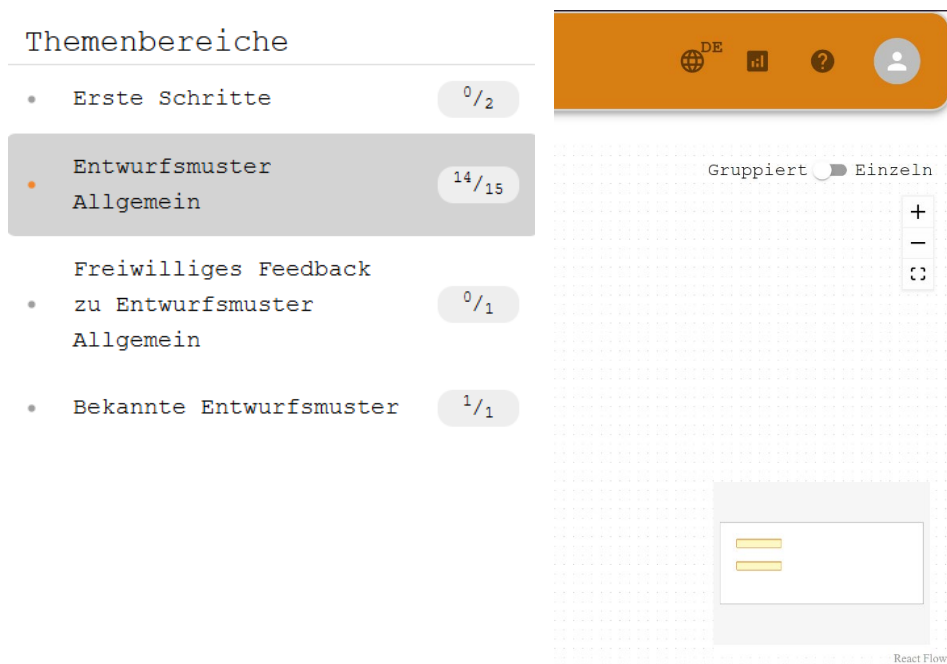 Themenbereiche
Erste Schritte
0/2
Entwurfsmuster
Allgemein
14/15
Freiwilliges Feedback
zu Entwurfsmuster
Allgemein
0/1
Bekannte Entwurfsmuster
1/1
DE
Gruppiert
Einzeln
React Flow